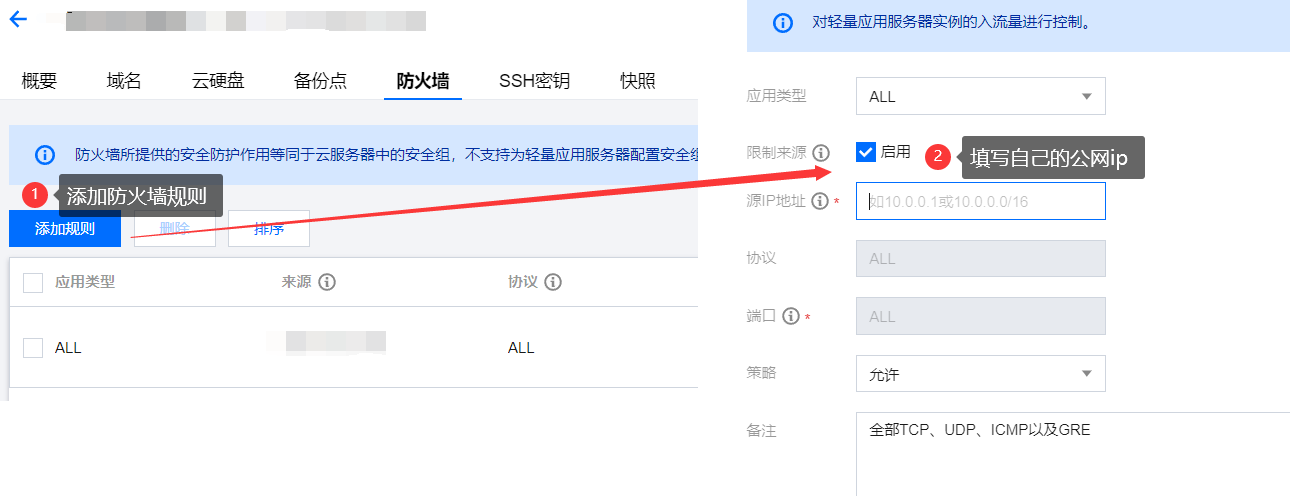 概要 域名 云硬盘 备份点 防火墙 SSH密钥 快照
防火墙所提供的安全防护作用等同于云服务器中的安全组，不支持为轻量应用服务器配置安全组
1 添加防火墙规则
添加规则 删除 排序
应用类型 来源 协议
ALL ALL
对轻量应用服务器实例的入流量进行控制。
应用类型 ALL
限制来源 启用
2 填写自己的公网ip
源IP地址 * 如10.0.0.1或10.0.0.0/16
协议 ALL
端口 * ALL
策略 允许
备注 全部TCP、UDP、ICMP以及GRE